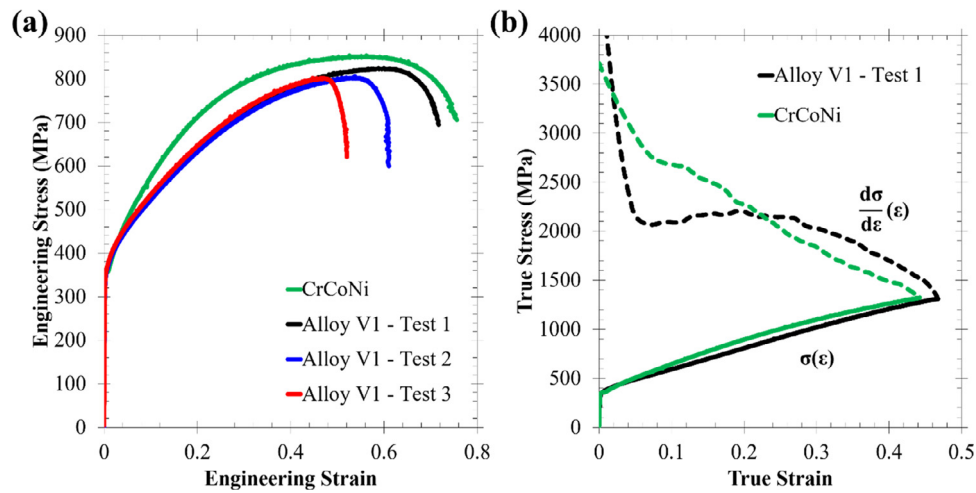 (a)
900
800
700
600
500
400
300
200
100
0
Engineering Stress (MPa)
CrCoNi
Alloy V1 - Test 1
Alloy V1 - Test 2
Alloy V1 - Test 3
0 0.2 0.4 0.6 0.8
Engineering Strain
(b)
4000
3500
3000
2500
2000
1500
1000
500
0
True Stress (MPa)
Alloy V1 - Test 1
CrCoNi
dσ
dε
(ε)
σ(ε)
0 0.1 0.2 0.3 0.4 0.5
True Strain